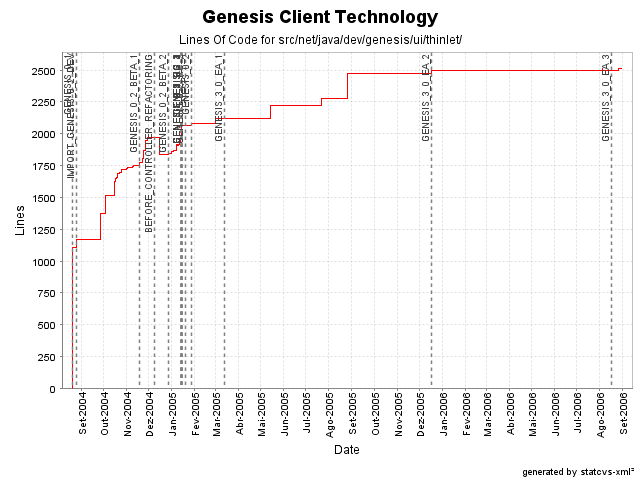 Genesis Client Technology
Lines Of Code for src/net/java/dev/genesis/ui/thinlet/
Lines
2500
2250
2000
1750
1500
1250
1000
750
500
250
0
GENESIS_0_2_BETA_1
BEFORE_CONTROLLER_REFACTORING
GENESIS_0_2_BETA_2
GENESIS_3_0_EA_1
GENESIS_3_0_EA_2
GENESIS_3_0_EA_3
Set-2004
Out-2004
Nov-2004
Dez-2004
Jan-2005
Fev-2005
Mar-2005
Abr-2005
Mai-2005
Jun-2005
Jul-2005
Ago-2005
Set-2005
Out-2005
Nov-2005
Dez-2005
Jan-2006
Fev-2006
Mar-2006
Abr-2006
Mai-2006
Jun-2006
Jul-2006
Ago-2006
Set-2006
Date
generated by statcvs-xml²